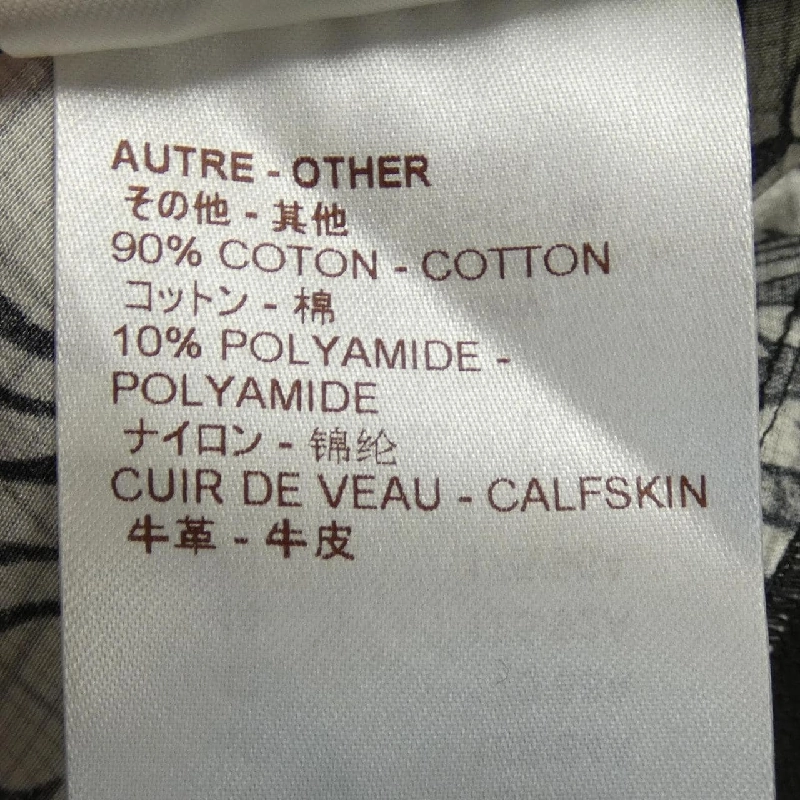 AUTRE - OTHER
その他 - 其他
90% COTON - COTTON
コットン - 棉
10% POLYAMIDE -
POLYAMIDE
ナイロン - 锦纶
CUIR DE VEAU - CALFSKIN
牛革 - 牛皮